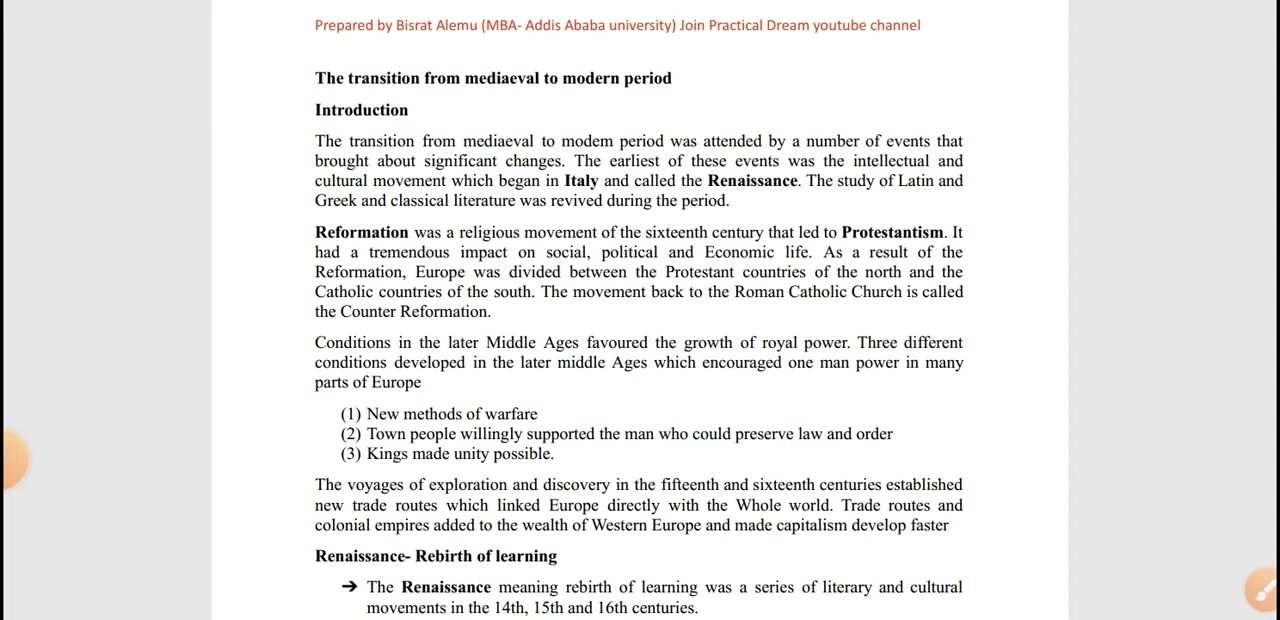 Prepared by Bisrat Alemu (MBA- Addis Ababa university) Join Practical Dream youtube channel
The transition from mediaeval to modern period
Introduction
The transition from mediaeval to modem period was attended by a number of events that
brought about significant changes. The earliest of these events was the intellectual and
cultural movement which began in Italy and called the Renaissance. The study of Latin and
Greek and classical literature was revived during the period.
Reformation was a religious movement of the sixteenth century that led to Protestantism. It
had a tremendous impact on social, political and Economic life. As a result of the
Reformation, Europe was divided between the Protestant countries of the north and the
Catholic countries of the south. The movement back to the Roman Catholic Church is called
the Counter Reformation.
Conditions in the later Middle Ages favoured the growth of royal power. Three different
conditions developed in the later middle Ages which encouraged one man power in many
parts of Europe
(1) New methods of warfare
(2) Town people willingly supported the man who could preserve law and order
(3) Kings made unity possible.
The voyages of exploration and discovery in the fifteenth and sixteenth centuries established
new trade routes which linked Europe directly with the Whole world. Trade routes and
colonial empires added to the wealth of Western Europe and made capitalism develop faster
Renaissance- Rebirth of learning
➔ The Renaissance meaning rebirth of learning was a series of literary and cultural
movements in the 14th, 15th and 16th centuries.